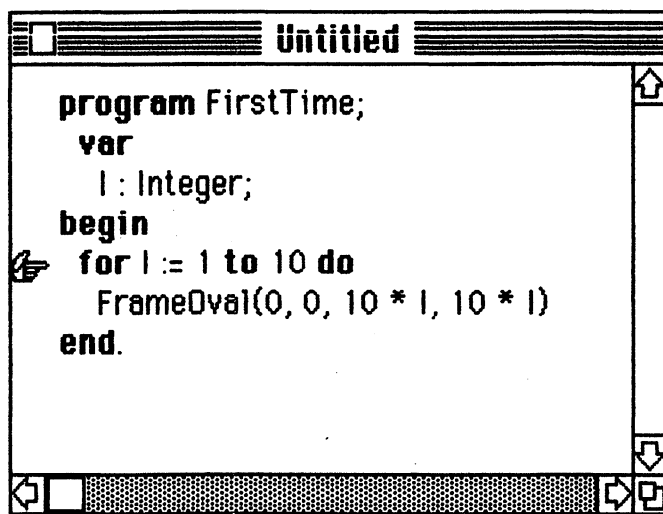 Untitled
program FirstTime;
var
I : Integer;
begin
for I := 1 to 10 do
FrameOval(0, 0, 10 * I, 10 * I)
end.